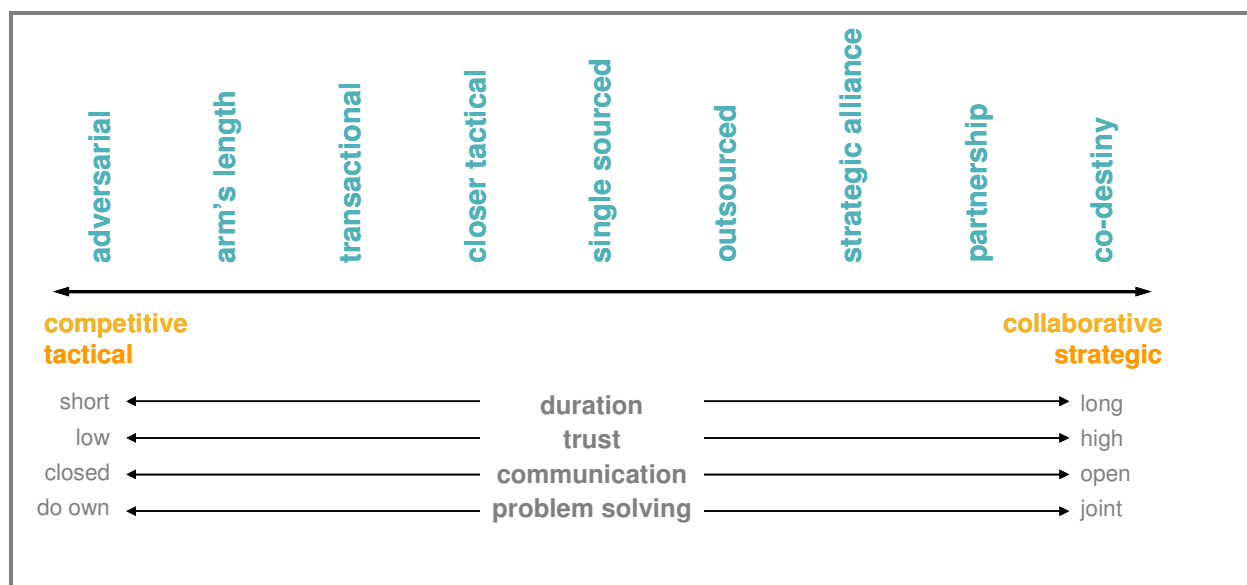 adversarial
arm's length
transactional
closer tactical
single sourced
outsourced
strategic alliance
partnership
co-destiny
competitive
tactical
collaborative
strategic
short
duration
long
low
trust
high
closed
communication
open
do own
problem solving
joint